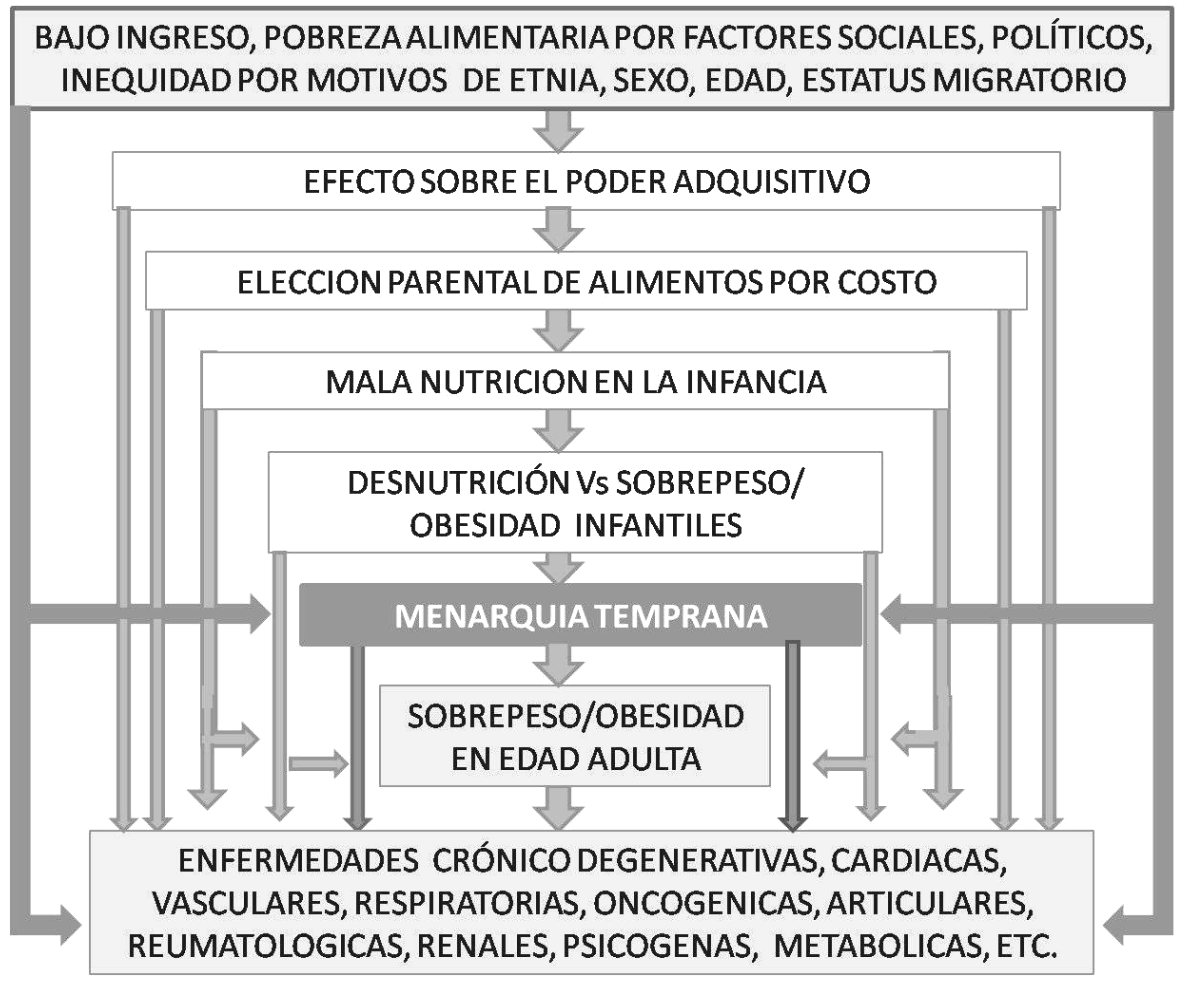 BAJO INGRESO, POBREZA ALIMENTARIA POR FACTORES SOCIALES, POLÍTICOS,
INEQUIDAD POR MOTIVOS DE ETNIA, SEXO, EDAD, ESTATUS MIGRATORIO
EFECTO SOBRE EL PODER ADQUISITIVO
ELECCION PARENTAL DE ALIMENTOS POR COSTO
MALA NUTRICION EN LA INFANCIA
DESNUTRICIÓN Vs SOBREPESO/
OBESIDAD INFANTILES
MENARQUIA TEMPRANA
SOBREPESO/OBESIDAD
EN EDAD ADULTA
ENFERMEDADES CRÓNICO DEGENERATIVAS, CARDIACAS,
VASCULARES, RESPIRATORIAS, ONCOGENICAS, ARTICULARES,
REUMATOLOGICAS, RENALES, PSICOGENAS, METABOLICAS, ETC.